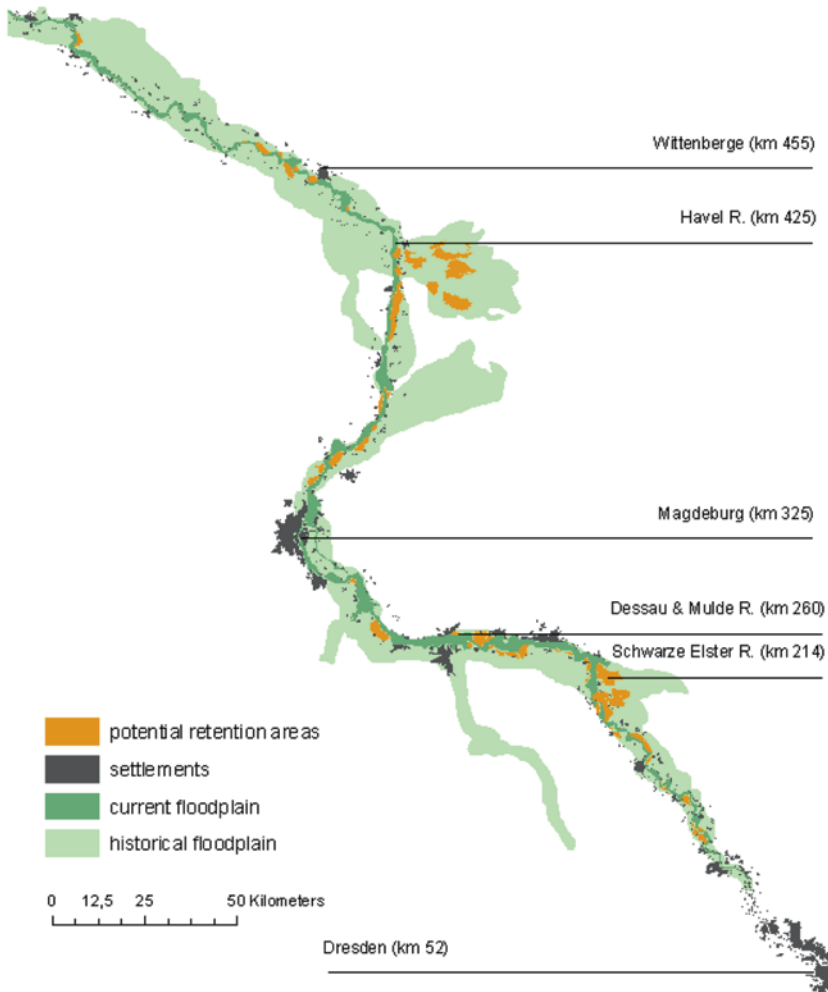 Wittenberge (km 455)
Havel R. (km 425)
Magdeburg (km 325)
Dessau & Mulde R. (km 260)
Schwarze Elster R. (km 214)
potential retention areas
settlements
current floodplain
historical floodplain
0 12,5 25 50 Kilometers
Dresden (km 52)